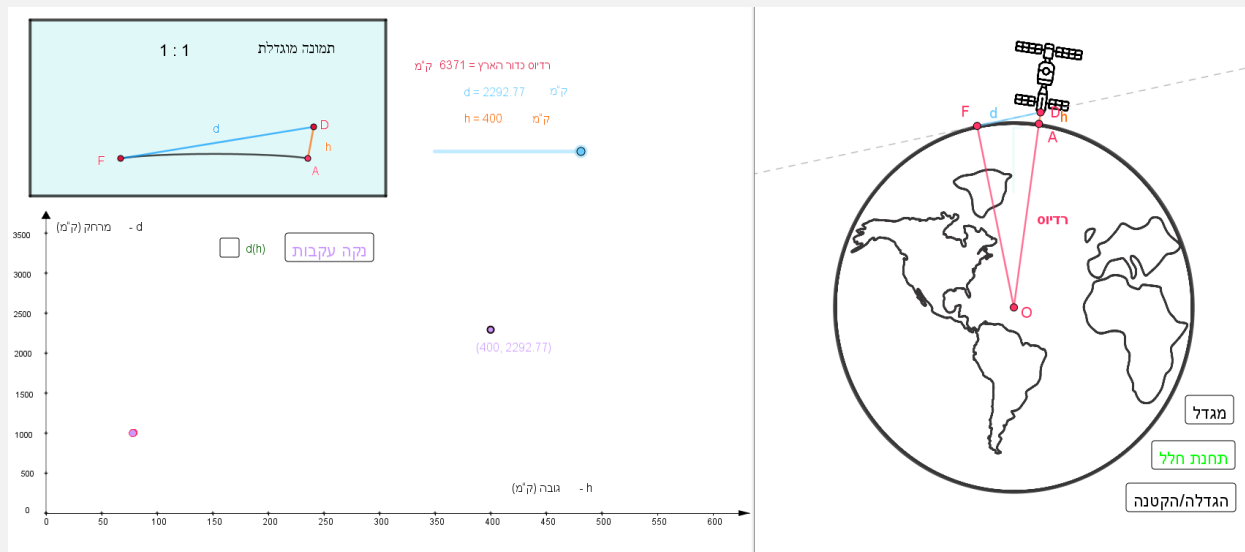 1 : 1 תמונה מוגדלת
d
D
h
F
A
רדיוס כדור הארץ = 6371 ק"מ
d = 2292.77 ק"מ
h = 400 ק"מ
d - מרחק (ק"מ)
d(h)
נקה עקבות
3500
3000
2500
2000
1500
1000
500
0
(400, 2292.77)
h - גובה (ק"מ)
0 50 100 150 200 250 300 350 400 450 500 550 600
F
d
D
h
A
רדיוס
O
מגדל
תחנת חלל
הגדלה/הקטנה